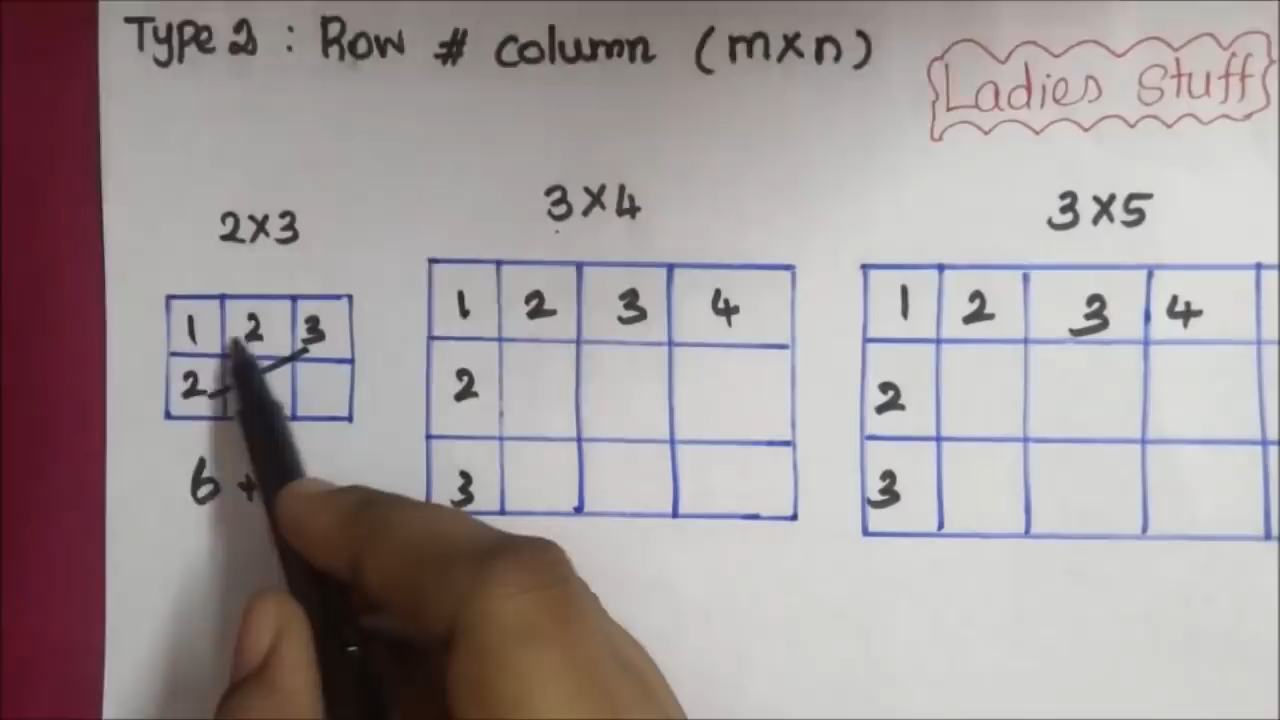 Type 2 : Row # column (m×n)
Ladies Stuff
2×3
3×4
3×5
1 2 3
2
6 +
1 2 3 4
2
3
1 2 3 4
2
3